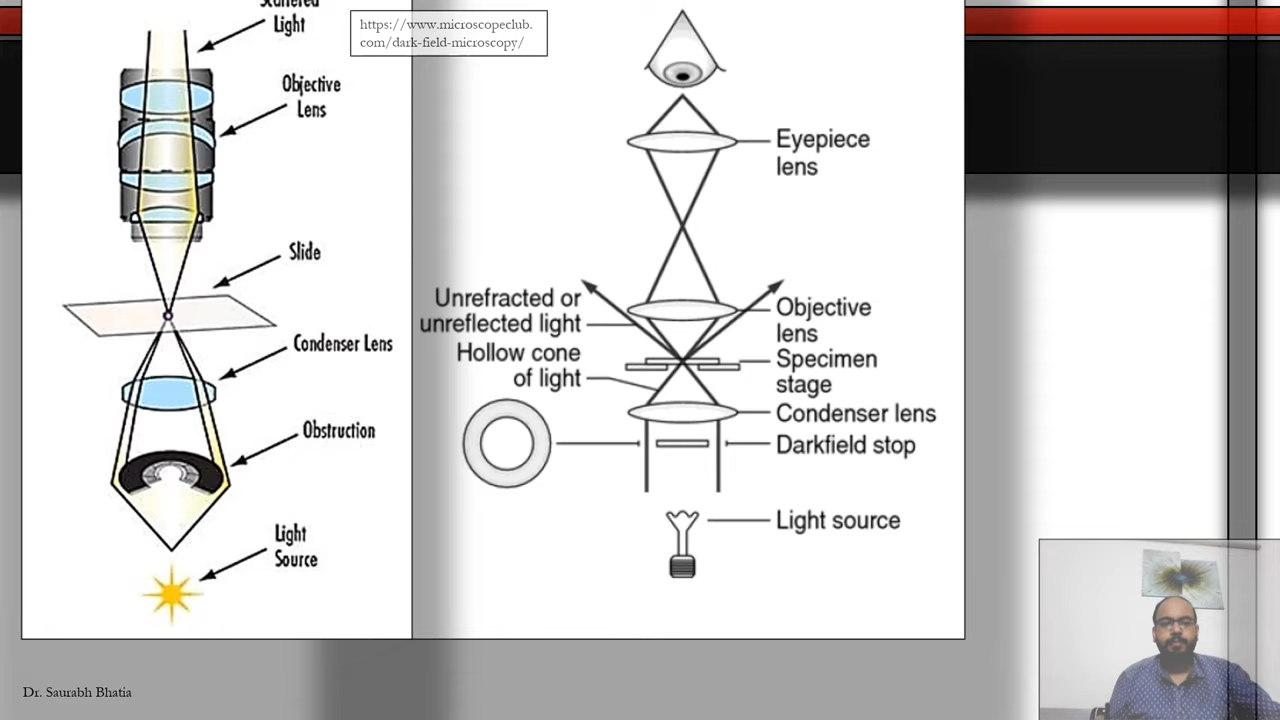 Scattered
Light
https://www.microscopeclub.
com/dark-field-microscopy/
Objective
Lens
Slide
Condenser Lens
Obstruction
Light
Source
Eyepiece
lens
Unrefracted or
unreflected light
Objective
lens
Hollow cone
of light
Specimen
stage
Condenser lens
Darkfield stop
Light source
Dr. Saurabh Bhatia